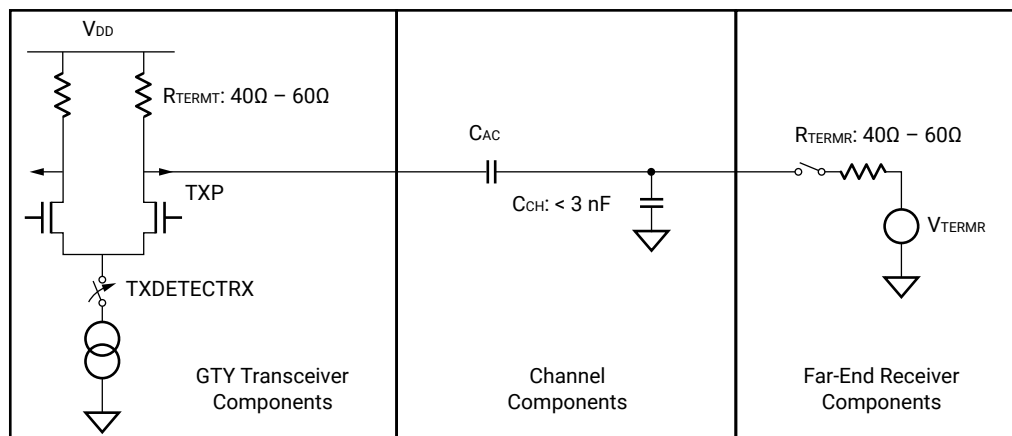 VDD
RTERMT: 40Ω – 60Ω
TXP
TXDETECTRX
GTY Transceiver
Components
CAC
CCH: < 3 nF
Channel
Components
RTERMR: 40Ω – 60Ω
VTERMR
Far-End Receiver
Components